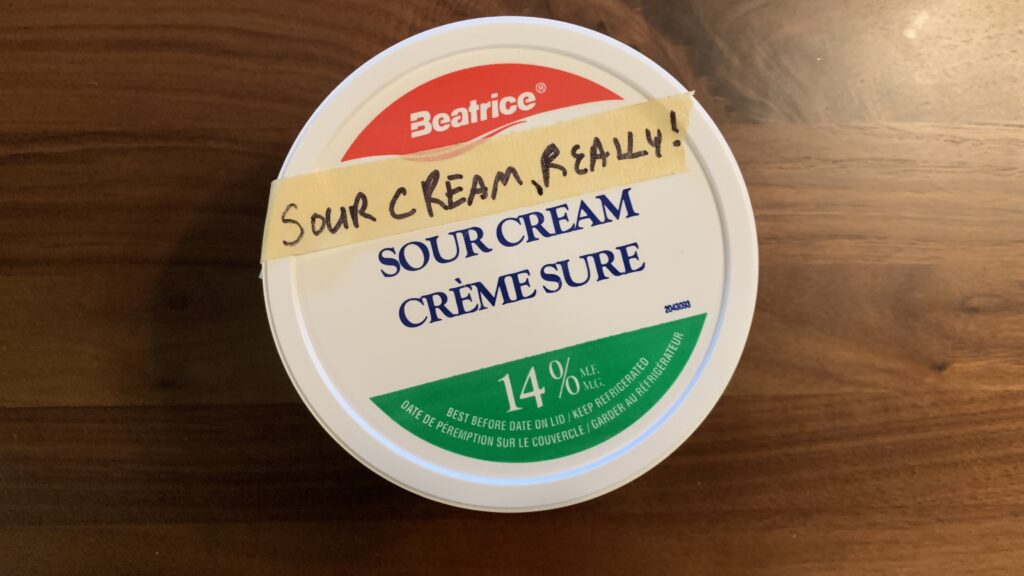 Beatrice®
SOUR CREAM, REALLY!
SOUR CREAM
CRÈME SURE
2043093
14% M.F. M.G.
BEST BEFORE DATE ON LID / KEEP REFRIGERATED
DATE DE PÉREMPTION SUR LE COUVERCLE / GARDER AU RÉFRIGÉRATEUR